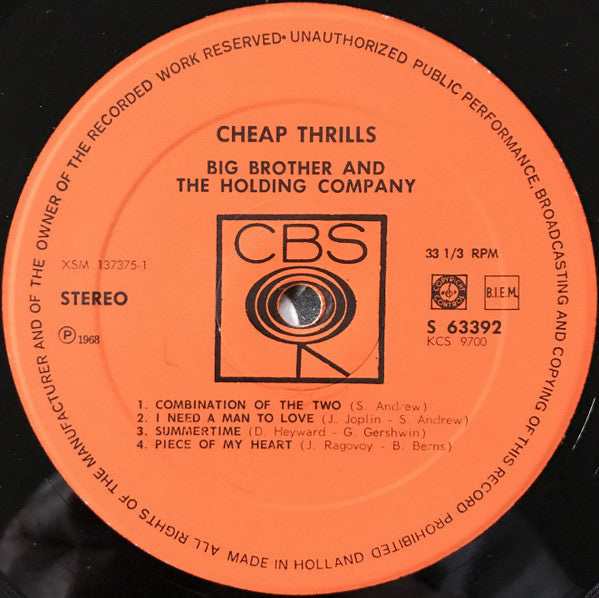 ALL RIGHTS OF THE MANUFACTURER AND OF THE OWNER OF THE RECORDED WORK RESERVED · UNAUTHORIZED PUBLIC PERFORMANCE, BROADCASTING AND COPYING OF THIS RECORD PROHIBITED
CHEAP THRILLS
BIG BROTHER AND
THE HOLDING COMPANY
CBS
XSM 137375-1
STEREO
Ⓟ 1968
33 1/3 RPM
COPYRIGHT CONTROL
B.I.E.M.
S 63392
KCS 9700
1. COMBINATION OF THE TWO (S. Andrew)
2. I NEED A MAN TO LOVE (J. Joplin - S. Andrew)
3. SUMMERTIME (D. Heyward - G. Gershwin)
4. PIECE OF MY HEART (J. Ragovoy - B. Berns)
MADE IN HOLLAND